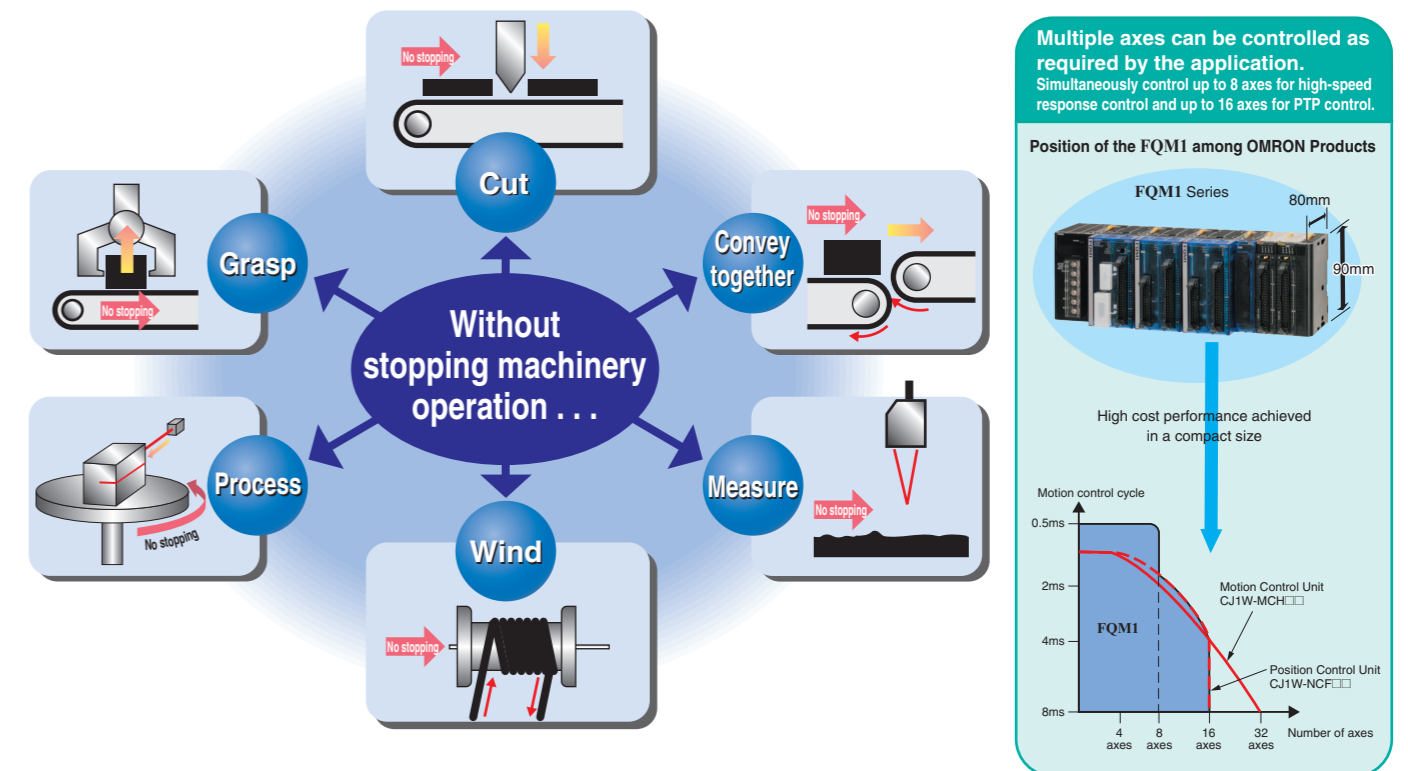 No stopping
Cut
Grasp
No stopping
Convey
together
No stopping
Without
stopping machinery
operation . . .
Process
No stopping
Measure
No stopping
Wind
No stopping
Multiple axes can be controlled as
required by the application.
Simultaneously control up to 8 axes for high-speed
response control and up to 16 axes for PTP control.
Position of the FQM1 among OMRON Products
FQM1 Series
80mm
90mm
High cost performance achieved
in a compact size
Motion control cycle
0.5ms
2ms
4ms
8ms
FQM1
Motion Control Unit
CJ1W-MCH□□
Position Control Unit
CJ1W-NCF□□
4
axes
8
axes
16
axes
32
axes
Number of axes